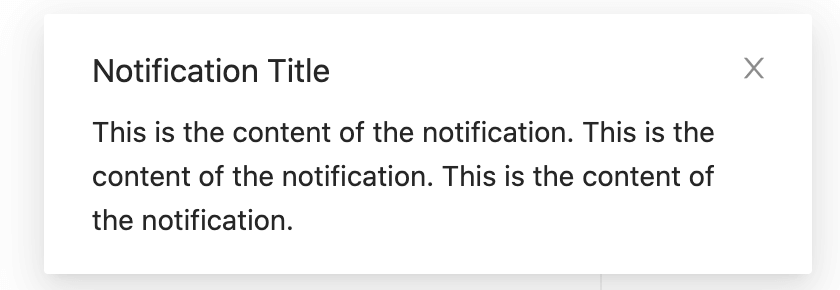 Notification Title
This is the content of the notification. This is the
content of the notification. This is the content of
the notification.